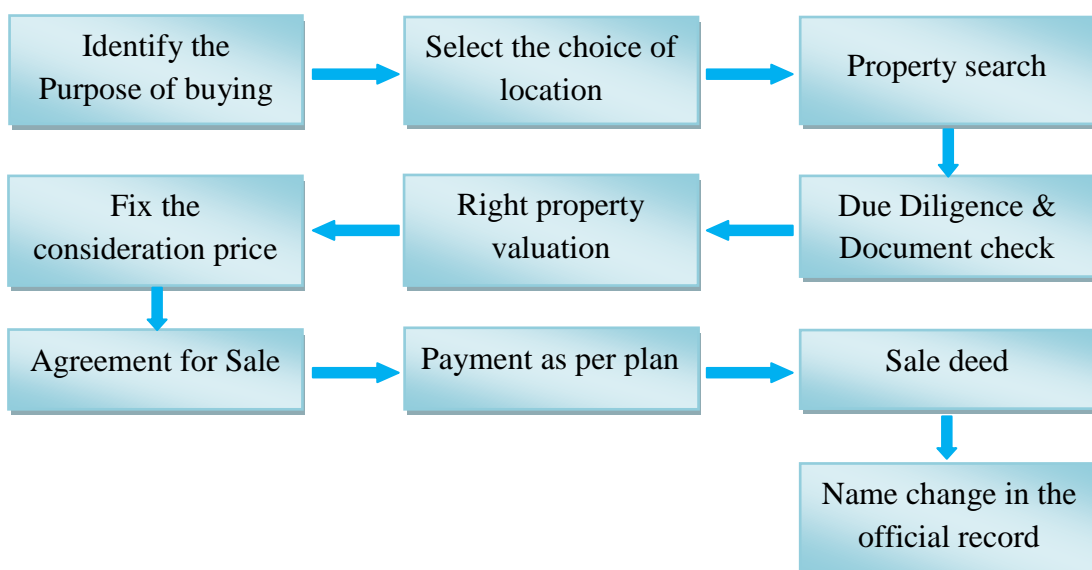 Identify the
Purpose of buying
Select the choice of
location
Property search
Due Diligence &
Document check
Right property
valuation
Fix the
consideration price
Agreement for Sale
Payment as per plan
Sale deed
Name change in the
official record